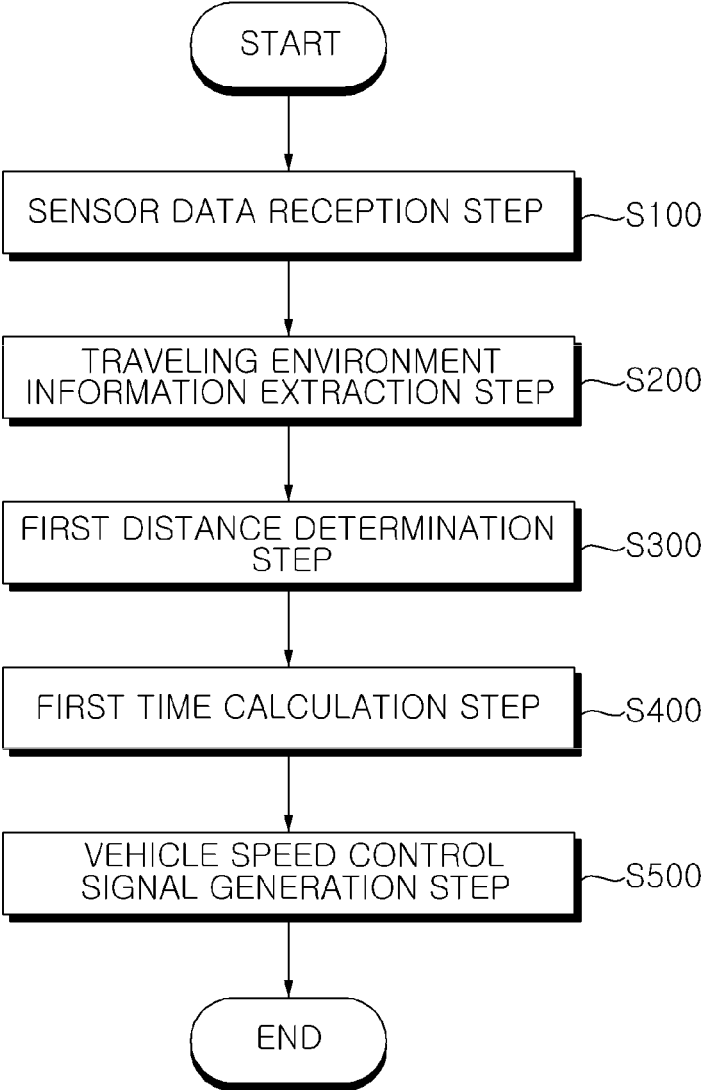 START
SENSOR DATA RECEPTION STEP
S100
TRAVELING ENVIRONMENT
INFORMATION EXTRACTION STEP
S200
FIRST DISTANCE DETERMINATION
STEP
S300
FIRST TIME CALCULATION STEP
S400
VEHICLE SPEED CONTROL
SIGNAL GENERATION STEP
S500
END